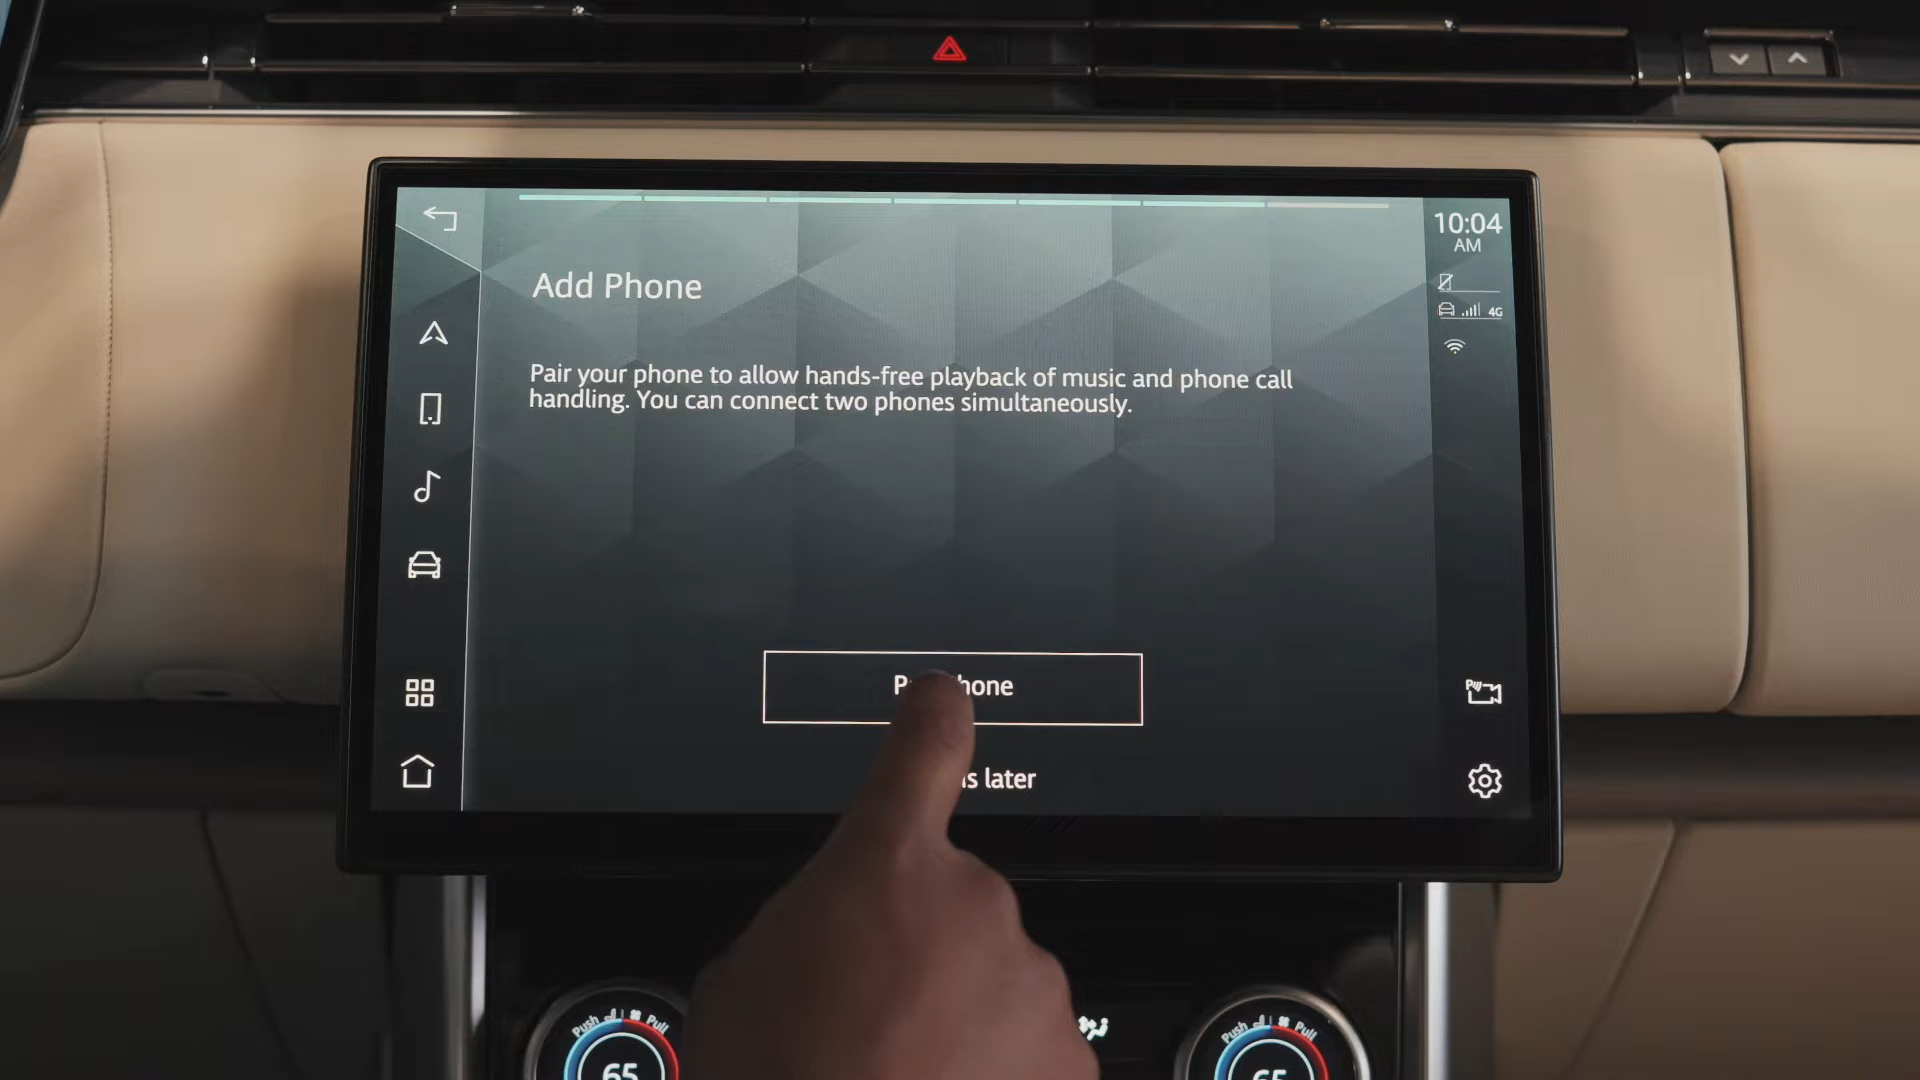 10:04
AM
4G
Add Phone
Pair your phone to allow hands-free playback of music and phone call
handling. You can connect two phones simultaneously.
hone
later
Push Pull
65
Push Pull
65